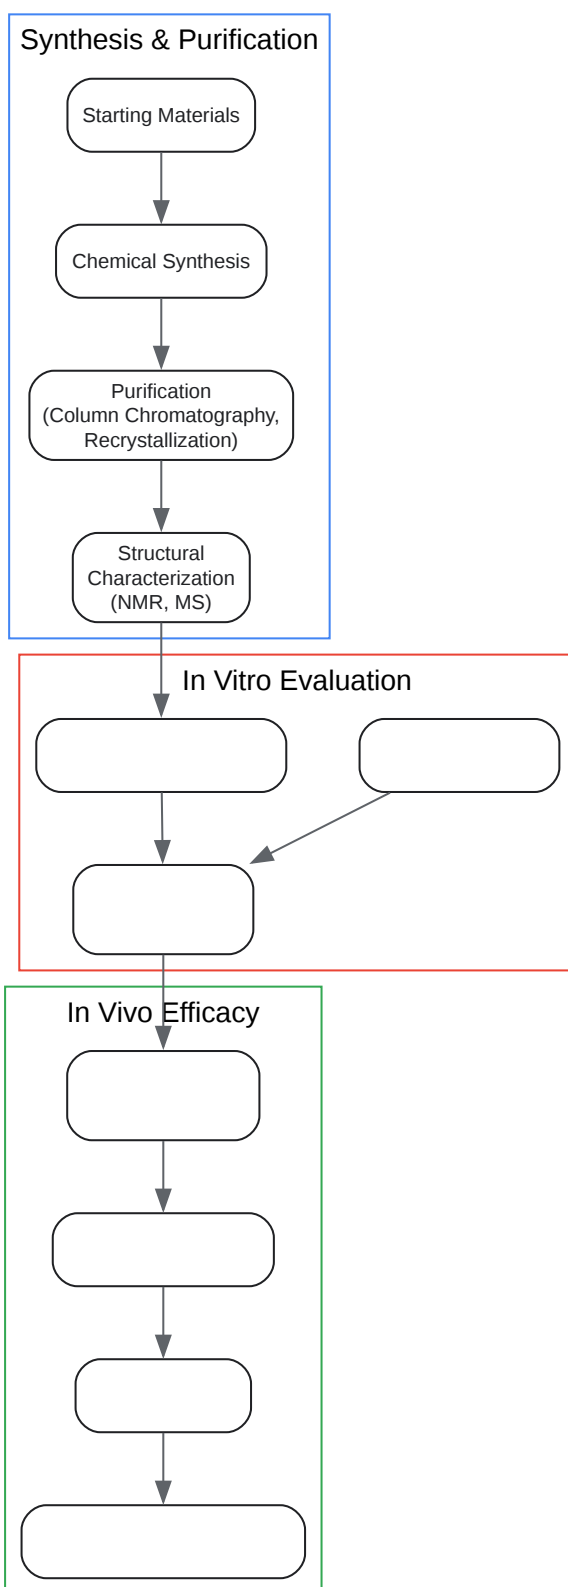 Synthesis & Purification
Starting Materials
Chemical Synthesis
Purification
(Column Chromatography,
Recrystallization)
Structural
Characterization
(NMR, MS)
In Vitro Evaluation
In Vivo Efficacy